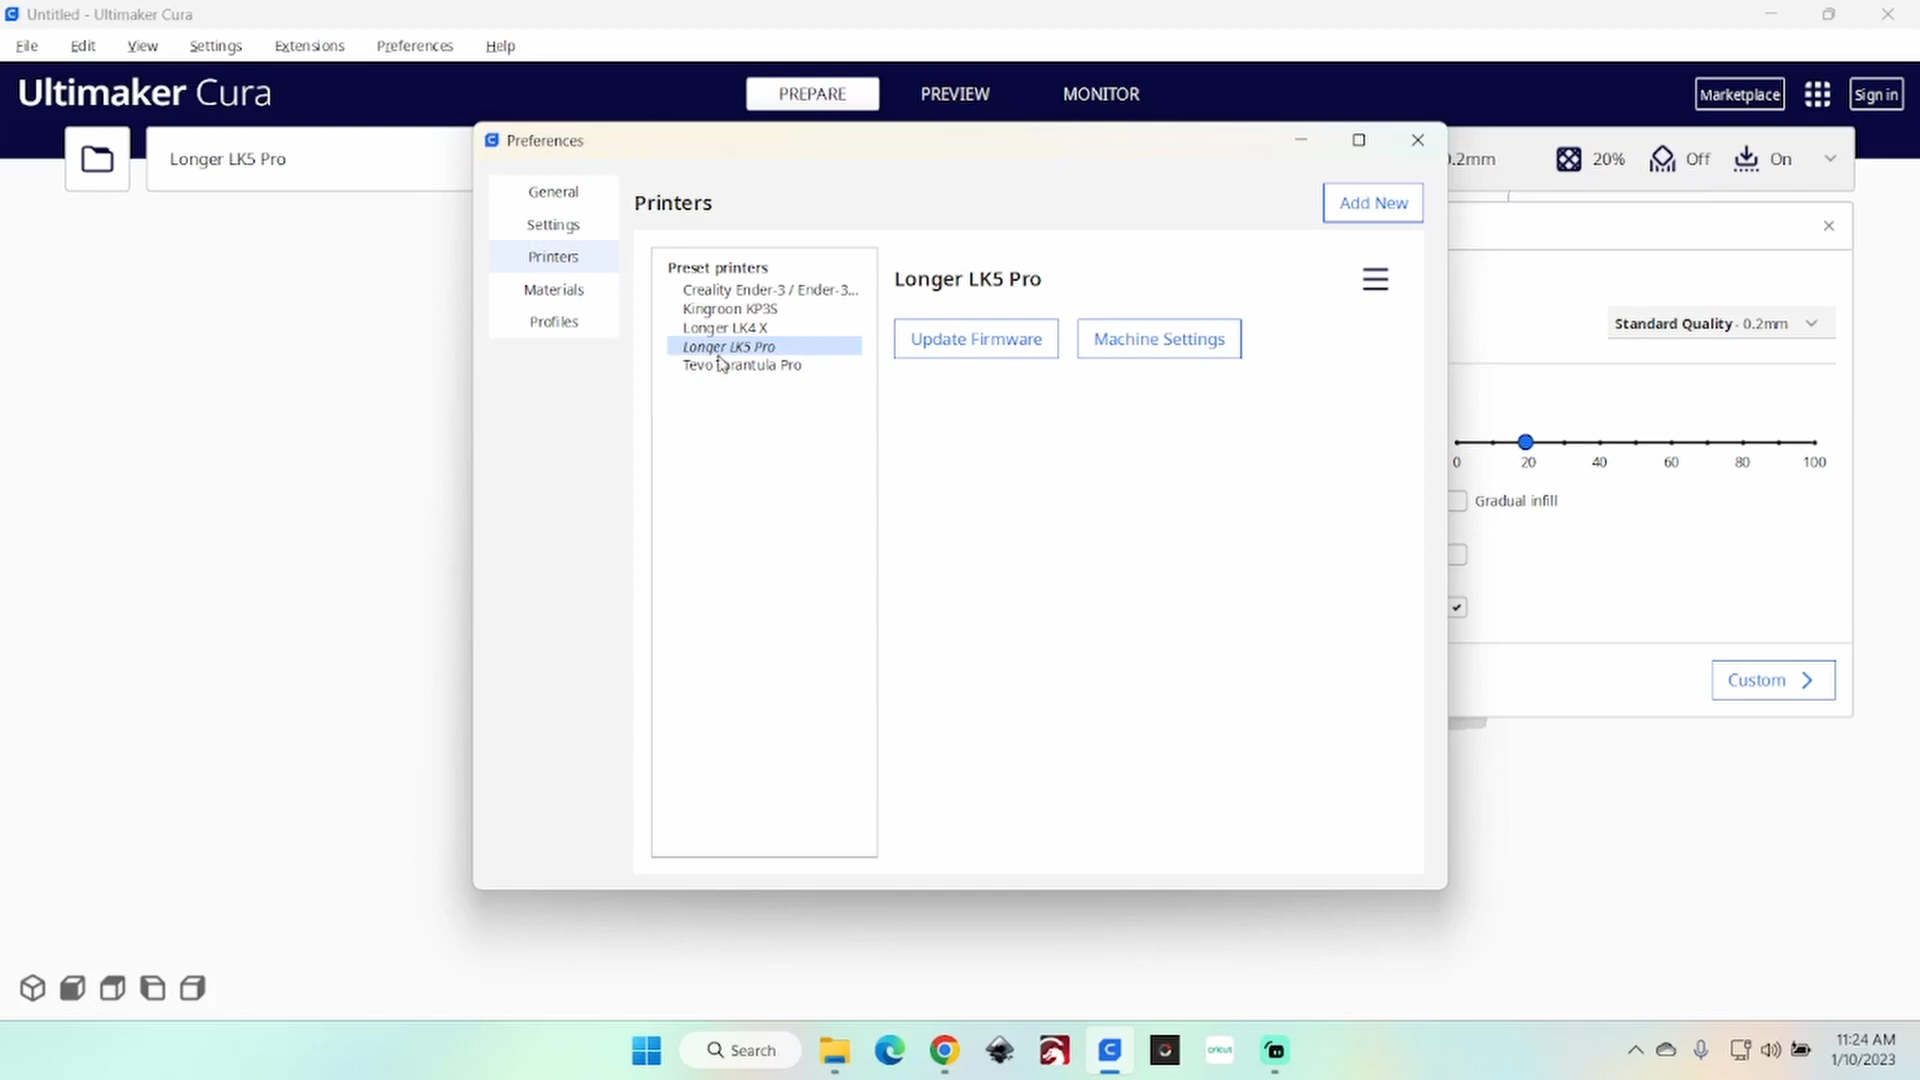 Untitled - Ultimaker Cura
File Edit View Settings Extensions Preferences Help
Ultimaker Cura
PREPARE PREVIEW MONITOR
Marketplace Sign in
Longer LK5 Pro
0.2mm 20% Off On
Preferences
General
Settings
Printers
Materials
Profiles
Printers
Add New
Preset printers
Creality Ender-3 / Ender-3...
Kingroon KP3S
Longer LK4 X
Longer LK5 Pro
Tevo Tarantula Pro
Longer LK5 Pro
Update Firmware Machine Settings
Standard Quality - 0.2mm
0 20 40 60 80 100
Gradual infill
Custom
Search
cricut
11:24 AM
1/10/2023